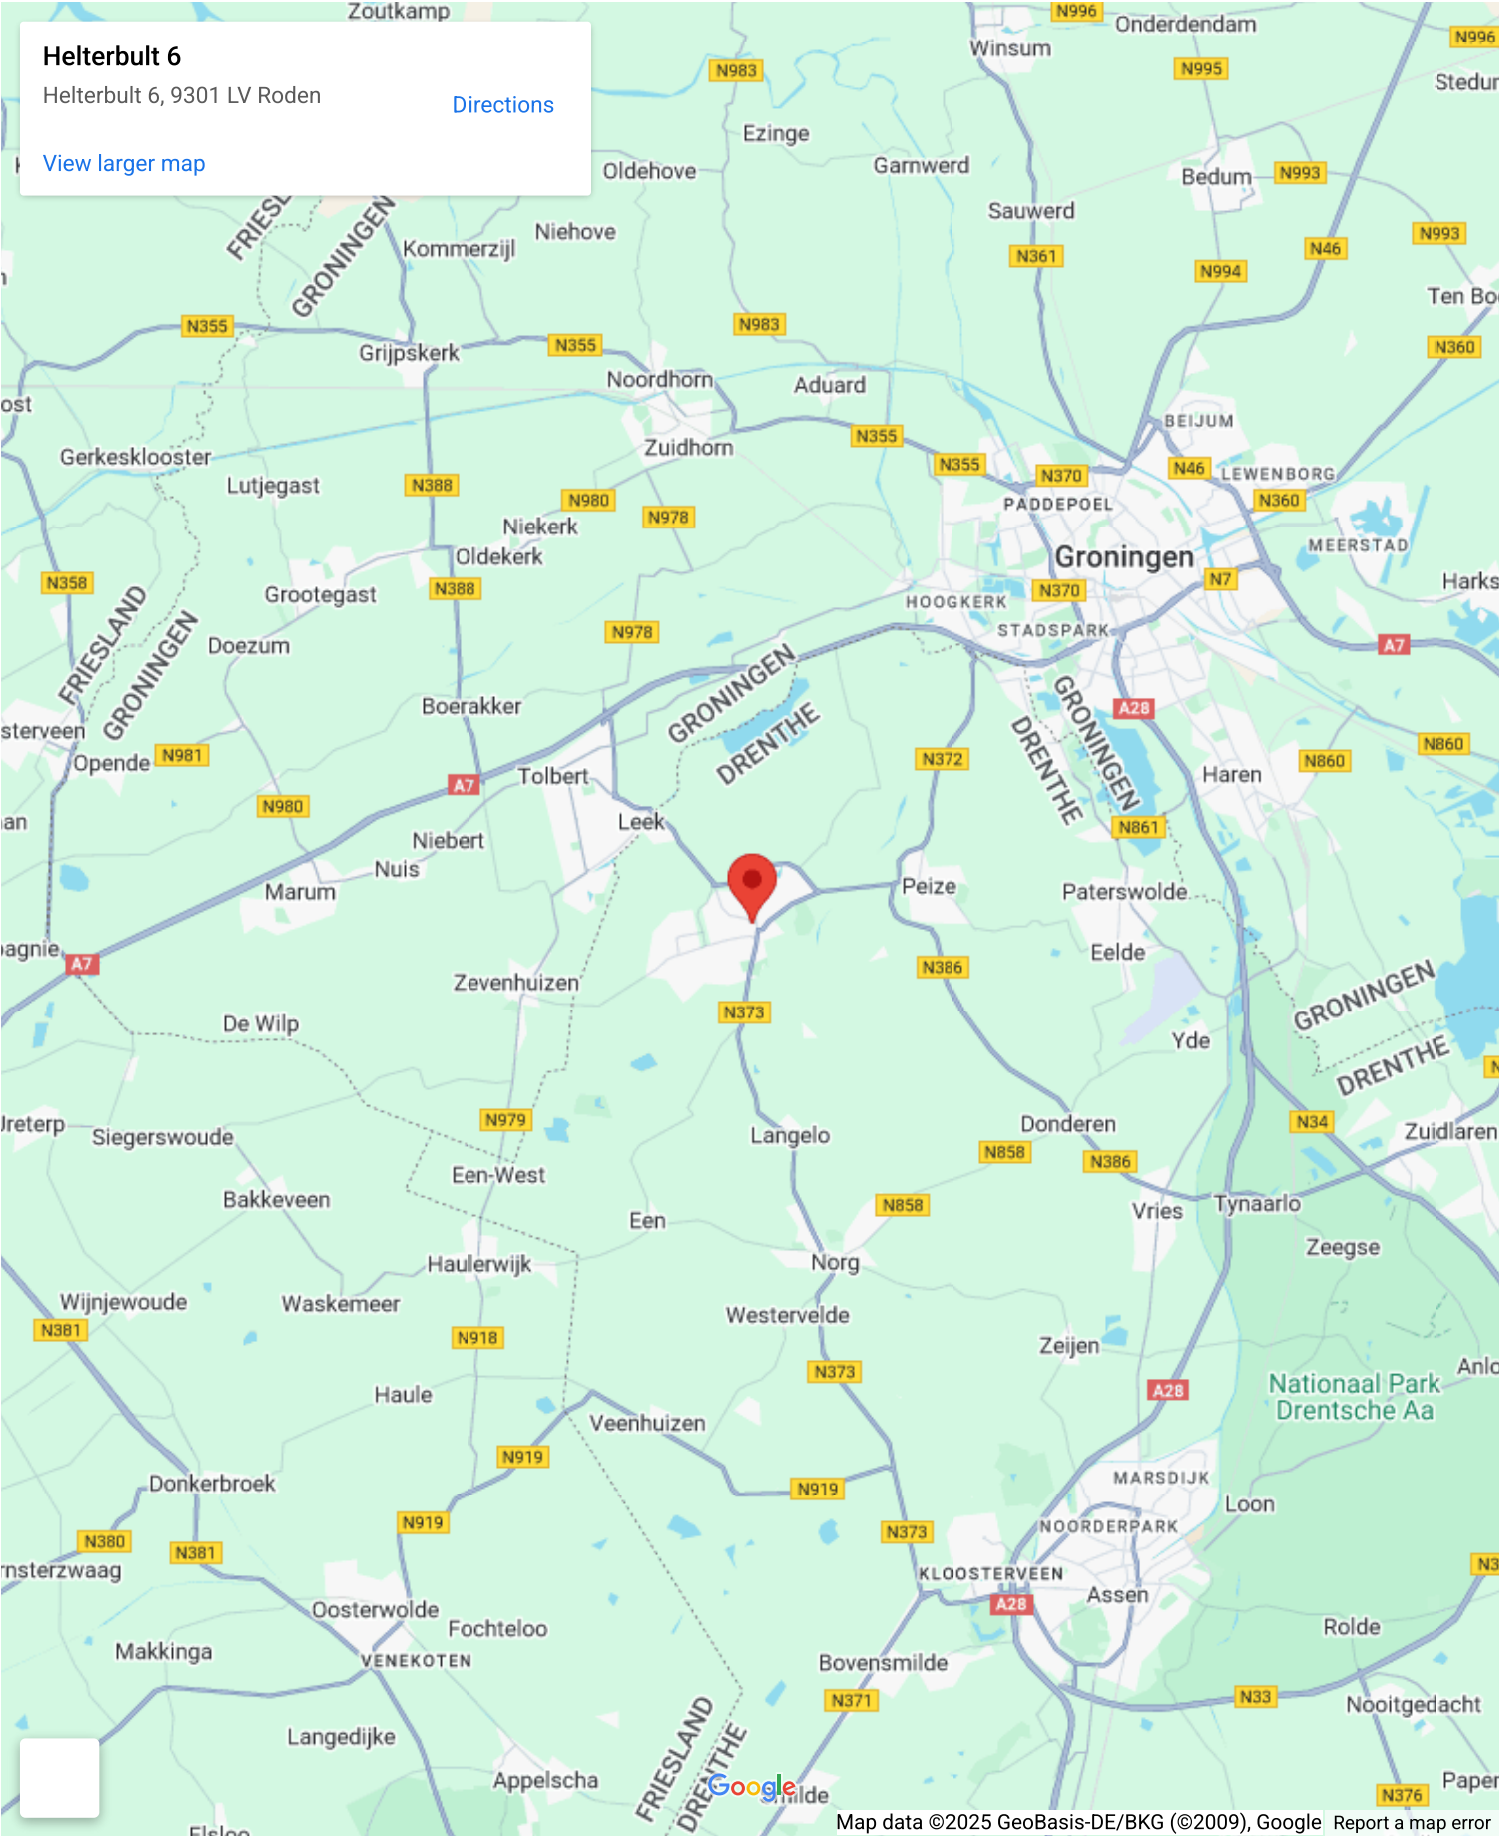 Zoutkamp
N996
Onderdendam
Winsum
N996
Helterbult 6
Helterbult 6, 9301 LV Roden
Directions
View larger map
N983
N995
Ezinge
Oldehove
Garnwerd
Bedum
N993
Sauwerd
Niehove
Kommerzijl
GRONINGEN
N361
N994
N46
N993
N355
N983
N355
Grijpskerk
N360
Noordhorn
Aduard
BEIJUM
Gerkesklooster
Zuidhorn
N355
N355
N370
N46
LEWENBORG
Lutjegast
N388
N980
N360
PADDEPOEL
N978
Niekerk
MEERSTAD
Oldekerk
Groningen
N358
Grootegast
N388
N370
N7
HOOGKERK
STADSPARK
N978
FRIESLAND
GRONINGEN
Doezum
A7
GRONINGEN
DRENTHE
GRONINGEN
DRENTHE
Boerakker
A28
Opende
N981
N372
N860
N860
Tolbert
A7
Haren
N980
Leek
N861
Niebert
Nuis
Marum
Peize
Paterswolde
A7
Eelde
N386
Zevenhuizen
GRONINGEN
DRENTHE
N373
De Wilp
Yde
N979
Langelo
Donderen
N34
Siegerswoude
Zuidlaren
N858
N386
Een-West
Bakkeveen
N858
Vries
Tynaarlo
Een
Zeegse
Haulerwijk
Norg
Wijnjewoude
Waskemeer
Westervelde
N381
N918
Zeijen
N373
Nationaal Park
Drentsche Aa
A28
Haule
Veenhuizen
N919
Donkerbroek
MARSDIJK
N919
Loon
N919
N373
NOORDERPARK
N380
N381
KLOOSTERVEEN
Assen
A28
Oosterwolde
Fochteloo
Rolde
Makkinga
VENEKOTEN
Bovensmilde
N371
N33
Nooitgedacht
FRIESLAND
DRENTHE
Langedijke
Appelscha
Google
N376
Map data ©2025 GeoBasis-DE/BKG (©2009), Google
Report a map error